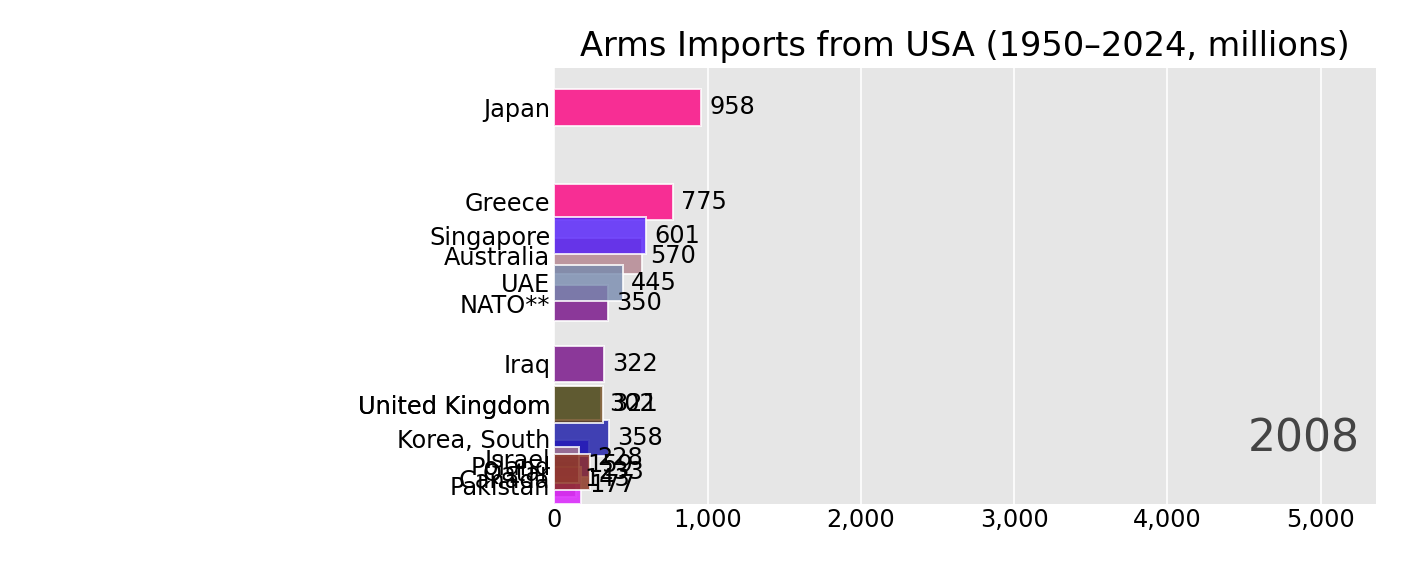 Arms Imports from USA (1950–2024, millions)
Japan 958
Greece 775
Singapore 601
Australia 570
UAE 445
NATO** 350
Iraq 322
United Kingdom
Korea, South 358
2008
Israel 228
Poland
Canada
Pakistan 177
0 1,000 2,000 3,000 4,000 5,000